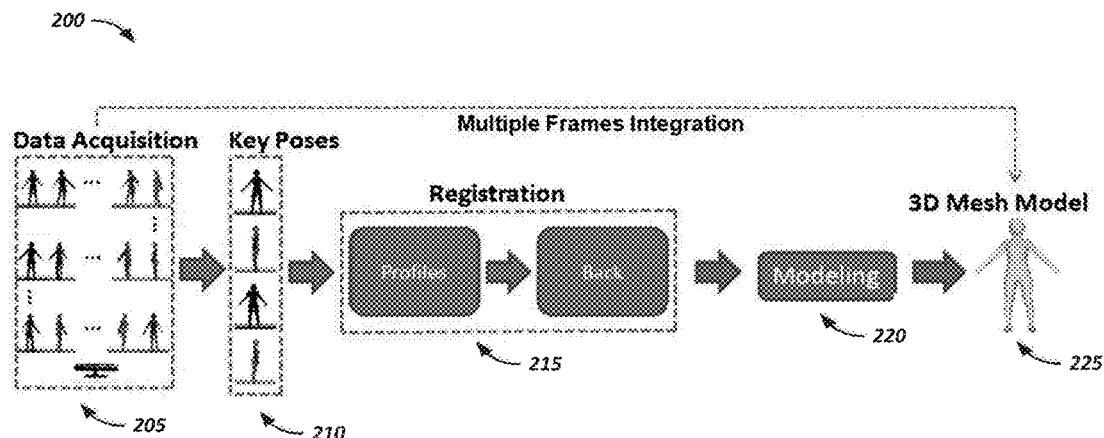 200
Multiple Frames Integration
Data Acquisition
Key Poses
Registration
3D Mesh Model
Profiles
Back
Modeling
205
210
215
220
225